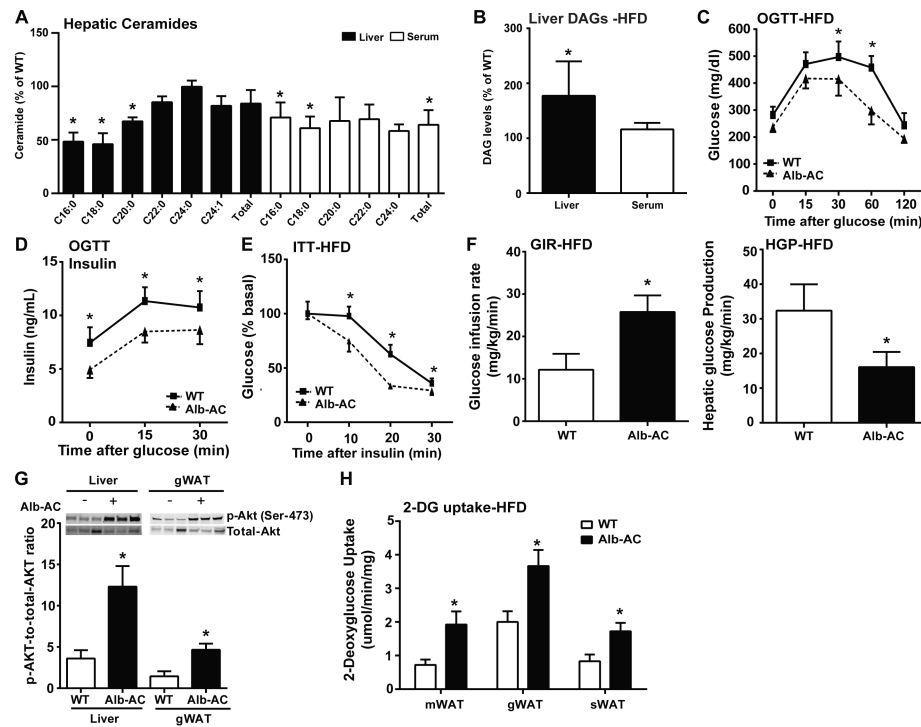 A
Hepatic Ceramides
Liver Serum
Ceramide (% of WT)
150
100
50
0
C16:0 C18:0 C20:0 C22:0 C24:0 C24:1 Total C16:0 C18:0 C20:0 C22:0 C24:0 Total
* * * * * *
B
Liver DAGs -HFD
DAG levels (% of WT)
300
200
100
0
*
Liver Serum
C
OGTT-HFD
Glucose (mg/dl)
600
500
400
300
200
100
0
* *
WT
Alb-AC
0 15 30 60 120
Time after glucose (min)
D
OGTT
Insulin
Insulin (ng/mL)
15
10
5
0
* * *
WT
Alb-AC
0 15 30
Time after glucose (min)
E
ITT-HFD
Glucose (% basal)
150
100
50
0
* * *
WT
Alb-AC
0 10 20 30
Time after insulin (min)
F
GIR-HFD
Glucose infusion rate
(mg/kg/min)
40
30
20
10
0
*
WT Alb-AC
HGP-HFD
Hepatic glucose Production
(mg/kg/min)
50
40
30
20
10
0
*
WT Alb-AC
G
Liver gWAT
Alb-AC - + - +
p-Akt (Ser-473)
Total-Akt
p-AKT-to-total-AKT ratio
20
15
10
5
0
* *
WT Alb-AC WT Alb-AC
Liver gWAT
H
2-DG uptake-HFD
WT
Alb-AC
2-Deoxyglucose Uptake
(umol/min/mg)
5
4
3
2
1
0
* * *
mWAT gWAT sWAT